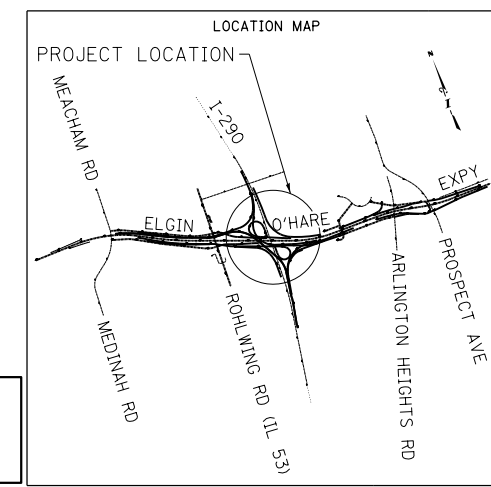 LOCATION MAP
PROJECT LOCATION
MEACHAM RD
I-290
N
ELGIN O'HARE EXPY
MEDINAH RD
ROHLWING RD (IL 53)
ARLINGTON HEIGHTS RD
PROSPECT AVE